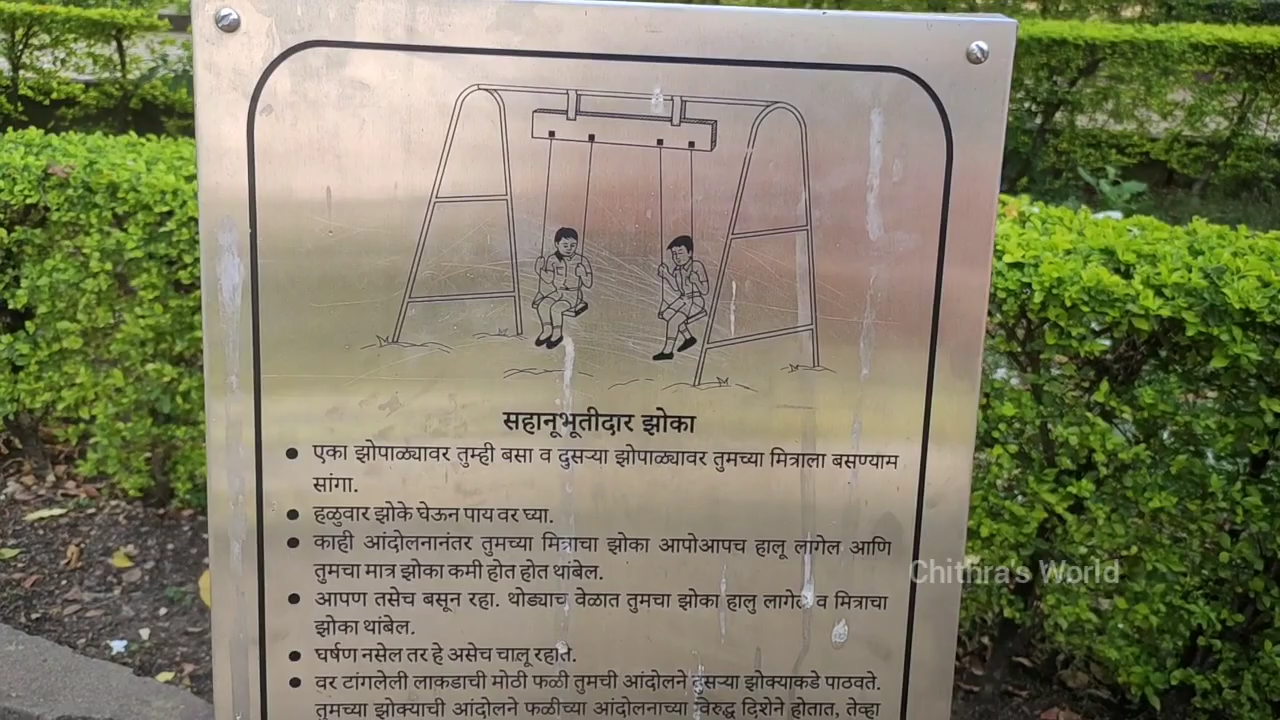 सहानूभूतीदार झोका
● एका झोपाळ्यावर तुम्ही बसा व दुसऱ्या झोपाळ्यावर तुमच्या मित्राला बसण्याम
सांगा.
● हळुवार झोके घेऊन पाय वर घ्या.
● काही आंदोलनानंतर तुमच्या मित्राचा झोका आपोआपच हालू लागेल आणि
तुमचा मात्र झोका कमी होत होत थांबेल.
● आपण तसेच बसून रहा. थोड्याच वेळात तुमचा झोका हालु लागेल व मित्राचा
झोका थांबेल.
● घर्षण नसेल तर हे असेच चालू रहाते.
● वर टांगलेली लाकडाची मोठी फळी तुमची आंदोलने दुसऱ्या झोक्याकडे पाठवते.
तुमच्या झोक्याची आंदोलने फळीच्या आंदोलनाच्या विरुद्ध दिशेने होतात, तेव्हा
Chithra's World